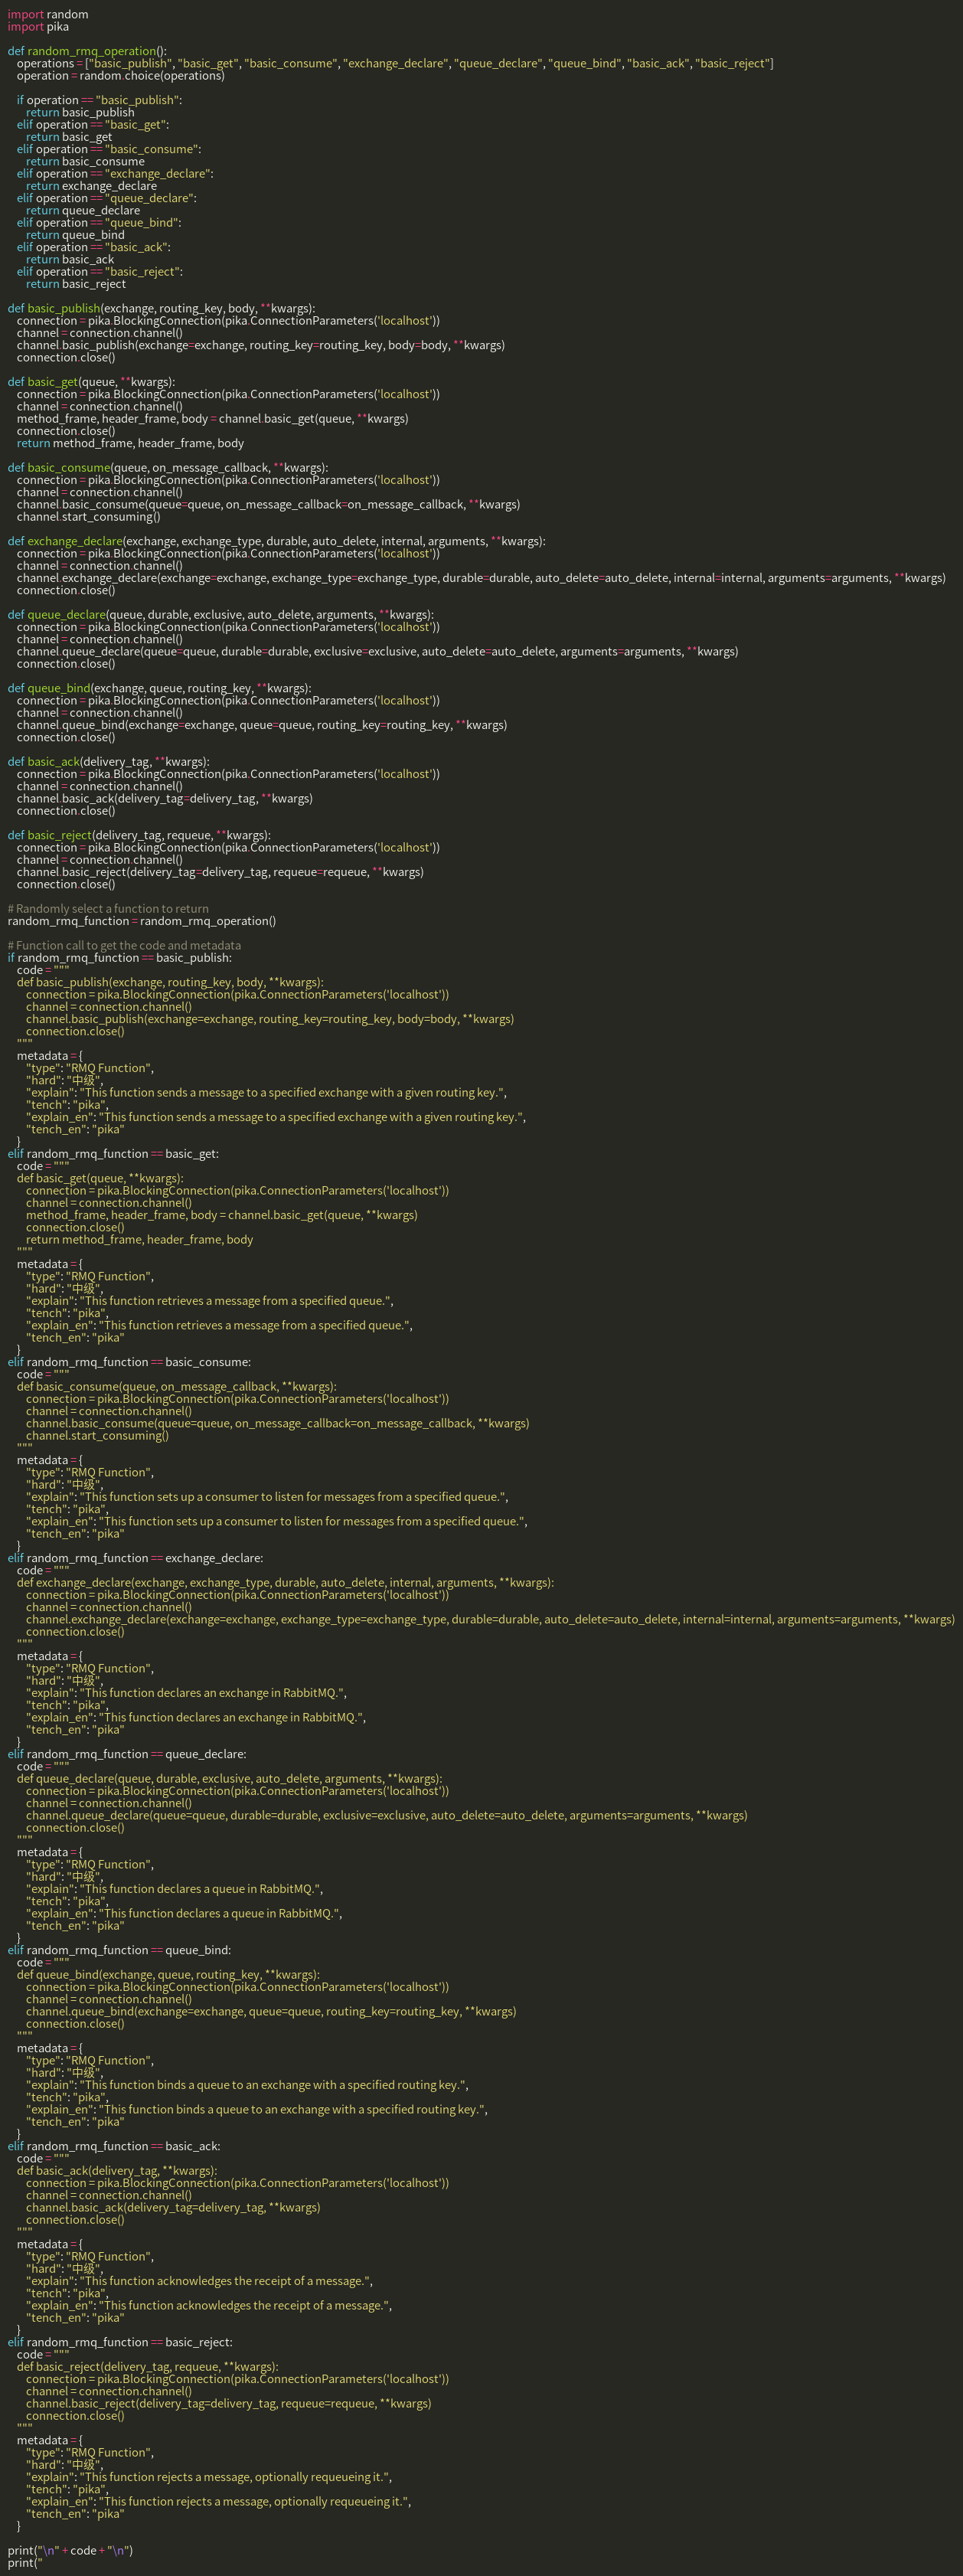 import random
import pika

def random_rmq_operation():
    operations = ["basic_publish", "basic_get", "basic_consume", "exchange_declare", "queue_declare", "queue_bind", "basic_ack", "basic_reject"]
    operation = random.choice(operations)

    if operation == "basic_publish":
        return basic_publish
    elif operation == "basic_get":
        return basic_get
    elif operation == "basic_consume":
        return basic_consume
    elif operation == "exchange_declare":
        return exchange_declare
    elif operation == "queue_declare":
        return queue_declare
    elif operation == "queue_bind":
        return queue_bind
    elif operation == "basic_ack":
        return basic_ack
    elif operation == "basic_reject":
        return basic_reject

def basic_publish(exchange, routing_key, body, **kwargs):
    connection = pika.BlockingConnection(pika.ConnectionParameters('localhost'))
    channel = connection.channel()
    channel.basic_publish(exchange=exchange, routing_key=routing_key, body=body, **kwargs)
    connection.close()

def basic_get(queue, **kwargs):
    connection = pika.BlockingConnection(pika.ConnectionParameters('localhost'))
    channel = connection.channel()
    method_frame, header_frame, body = channel.basic_get(queue, **kwargs)
    connection.close()
    return method_frame, header_frame, body

def basic_consume(queue, on_message_callback, **kwargs):
    connection = pika.BlockingConnection(pika.ConnectionParameters('localhost'))
    channel = connection.channel()
    channel.basic_consume(queue=queue, on_message_callback=on_message_callback, **kwargs)
    channel.start_consuming()

def exchange_declare(exchange, exchange_type, durable, auto_delete, internal, arguments, **kwargs):
    connection = pika.BlockingConnection(pika.ConnectionParameters('localhost'))
    channel = connection.channel()
    channel.exchange_declare(exchange=exchange, exchange_type=exchange_type, durable=durable, auto_delete=auto_delete, internal=internal, arguments=arguments, **kwargs)
    connection.close()

def queue_declare(queue, durable, exclusive, auto_delete, arguments, **kwargs):
    connection = pika.BlockingConnection(pika.ConnectionParameters('localhost'))
    channel = connection.channel()
    channel.queue_declare(queue=queue, durable=durable, exclusive=exclusive, auto_delete=auto_delete, arguments=arguments, **kwargs)
    connection.close()

def queue_bind(exchange, queue, routing_key, **kwargs):
    connection = pika.BlockingConnection(pika.ConnectionParameters('localhost'))
    channel = connection.channel()
    channel.queue_bind(exchange=exchange, queue=queue, routing_key=routing_key, **kwargs)
    connection.close()

def basic_ack(delivery_tag, **kwargs):
    connection = pika.BlockingConnection(pika.ConnectionParameters('localhost'))
    channel = connection.channel()
    channel.basic_ack(delivery_tag=delivery_tag, **kwargs)
    connection.close()

def basic_reject(delivery_tag, requeue, **kwargs):
    connection = pika.BlockingConnection(pika.ConnectionParameters('localhost'))
    channel = connection.channel()
    channel.basic_reject(delivery_tag=delivery_tag, requeue=requeue, **kwargs)
    connection.close()

# Randomly select a function to return
random_rmq_function = random_rmq_operation()

# Function call to get the code and metadata
if random_rmq_function == basic_publish:
    code = """
    def basic_publish(exchange, routing_key, body, **kwargs):
        connection = pika.BlockingConnection(pika.ConnectionParameters('localhost'))
        channel = connection.channel()
        channel.basic_publish(exchange=exchange, routing_key=routing_key, body=body, **kwargs)
        connection.close()
    """
    metadata = {
        "type": "RMQ Function",
        "hard": "中级",
        "explain": "This function sends a message to a specified exchange with a given routing key.",
        "tench": "pika",
        "explain_en": "This function sends a message to a specified exchange with a given routing key.",
        "tench_en": "pika"
    }
elif random_rmq_function == basic_get:
    code = """
    def basic_get(queue, **kwargs):
        connection = pika.BlockingConnection(pika.ConnectionParameters('localhost'))
        channel = connection.channel()
        method_frame, header_frame, body = channel.basic_get(queue, **kwargs)
        connection.close()
        return method_frame, header_frame, body
    """
    metadata = {
        "type": "RMQ Function",
        "hard": "中级",
        "explain": "This function retrieves a message from a specified queue.",
        "tench": "pika",
        "explain_en": "This function retrieves a message from a specified queue.",
        "tench_en": "pika"
    }
elif random_rmq_function == basic_consume:
    code = """
    def basic_consume(queue, on_message_callback, **kwargs):
        connection = pika.BlockingConnection(pika.ConnectionParameters('localhost'))
        channel = connection.channel()
        channel.basic_consume(queue=queue, on_message_callback=on_message_callback, **kwargs)
        channel.start_consuming()
    """
    metadata = {
        "type": "RMQ Function",
        "hard": "中级",
        "explain": "This function sets up a consumer to listen for messages from a specified queue.",
        "tench": "pika",
        "explain_en": "This function sets up a consumer to listen for messages from a specified queue.",
        "tench_en": "pika"
    }
elif random_rmq_function == exchange_declare:
    code = """
    def exchange_declare(exchange, exchange_type, durable, auto_delete, internal, arguments, **kwargs):
        connection = pika.BlockingConnection(pika.ConnectionParameters('localhost'))
        channel = connection.channel()
        channel.exchange_declare(exchange=exchange, exchange_type=exchange_type, durable=durable, auto_delete=auto_delete, internal=internal, arguments=arguments, **kwargs)
        connection.close()
    """
    metadata = {
        "type": "RMQ Function",
        "hard": "中级",
        "explain": "This function declares an exchange in RabbitMQ.",
        "tench": "pika",
        "explain_en": "This function declares an exchange in RabbitMQ.",
        "tench_en": "pika"
    }
elif random_rmq_function == queue_declare:
    code = """
    def queue_declare(queue, durable, exclusive, auto_delete, arguments, **kwargs):
        connection = pika.BlockingConnection(pika.ConnectionParameters('localhost'))
        channel = connection.channel()
        channel.queue_declare(queue=queue, durable=durable, exclusive=exclusive, auto_delete=auto_delete, arguments=arguments, **kwargs)
        connection.close()
    """
    metadata = {
        "type": "RMQ Function",
        "hard": "中级",
        "explain": "This function declares a queue in RabbitMQ.",
        "tench": "pika",
        "explain_en": "This function declares a queue in RabbitMQ.",
        "tench_en": "pika"
    }
elif random_rmq_function == queue_bind:
    code = """
    def queue_bind(exchange, queue, routing_key, **kwargs):
        connection = pika.BlockingConnection(pika.ConnectionParameters('localhost'))
        channel = connection.channel()
        channel.queue_bind(exchange=exchange, queue=queue, routing_key=routing_key, **kwargs)
        connection.close()
    """
    metadata = {
        "type": "RMQ Function",
        "hard": "中级",
        "explain": "This function binds a queue to an exchange with a specified routing key.",
        "tench": "pika",
        "explain_en": "This function binds a queue to an exchange with a specified routing key.",
        "tench_en": "pika"
    }
elif random_rmq_function == basic_ack:
    code = """
    def basic_ack(delivery_tag, **kwargs):
        connection = pika.BlockingConnection(pika.ConnectionParameters('localhost'))
        channel = connection.channel()
        channel.basic_ack(delivery_tag=delivery_tag, **kwargs)
        connection.close()
    """
    metadata = {
        "type": "RMQ Function",
        "hard": "中级",
        "explain": "This function acknowledges the receipt of a message.",
        "tench": "pika",
        "explain_en": "This function acknowledges the receipt of a message.",
        "tench_en": "pika"
    }
elif random_rmq_function == basic_reject:
    code = """
    def basic_reject(delivery_tag, requeue, **kwargs):
        connection = pika.BlockingConnection(pika.ConnectionParameters('localhost'))
        channel = connection.channel()
        channel.basic_reject(delivery_tag=delivery_tag, requeue=requeue, **kwargs)
        connection.close()
    """
    metadata = {
        "type": "RMQ Function",
        "hard": "中级",
        "explain": "This function rejects a message, optionally requeueing it.",
        "tench": "pika",
        "explain_en": "This function rejects a message, optionally requeueing it.",
        "tench_en": "pika"
    }

print("\n" + code + "\n")
print("